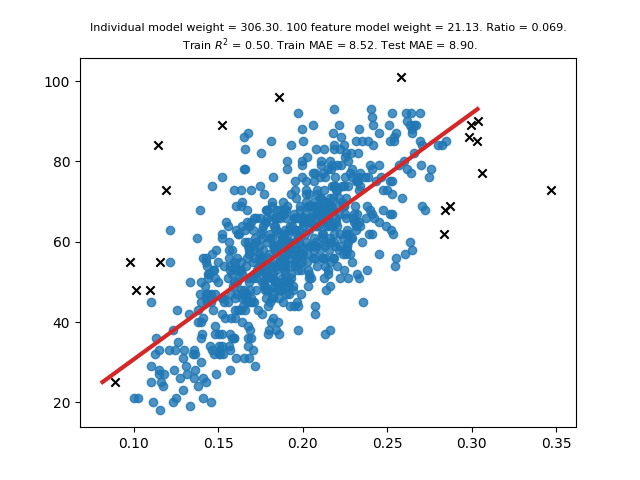 Individual model weight = 306.30. 100 feature model weight = 21.13. Ratio = 0.069.
Train R² = 0.50. Train MAE = 8.52. Test MAE = 8.90.
100
80
60
40
20
0.10 0.15 0.20 0.25 0.30 0.35